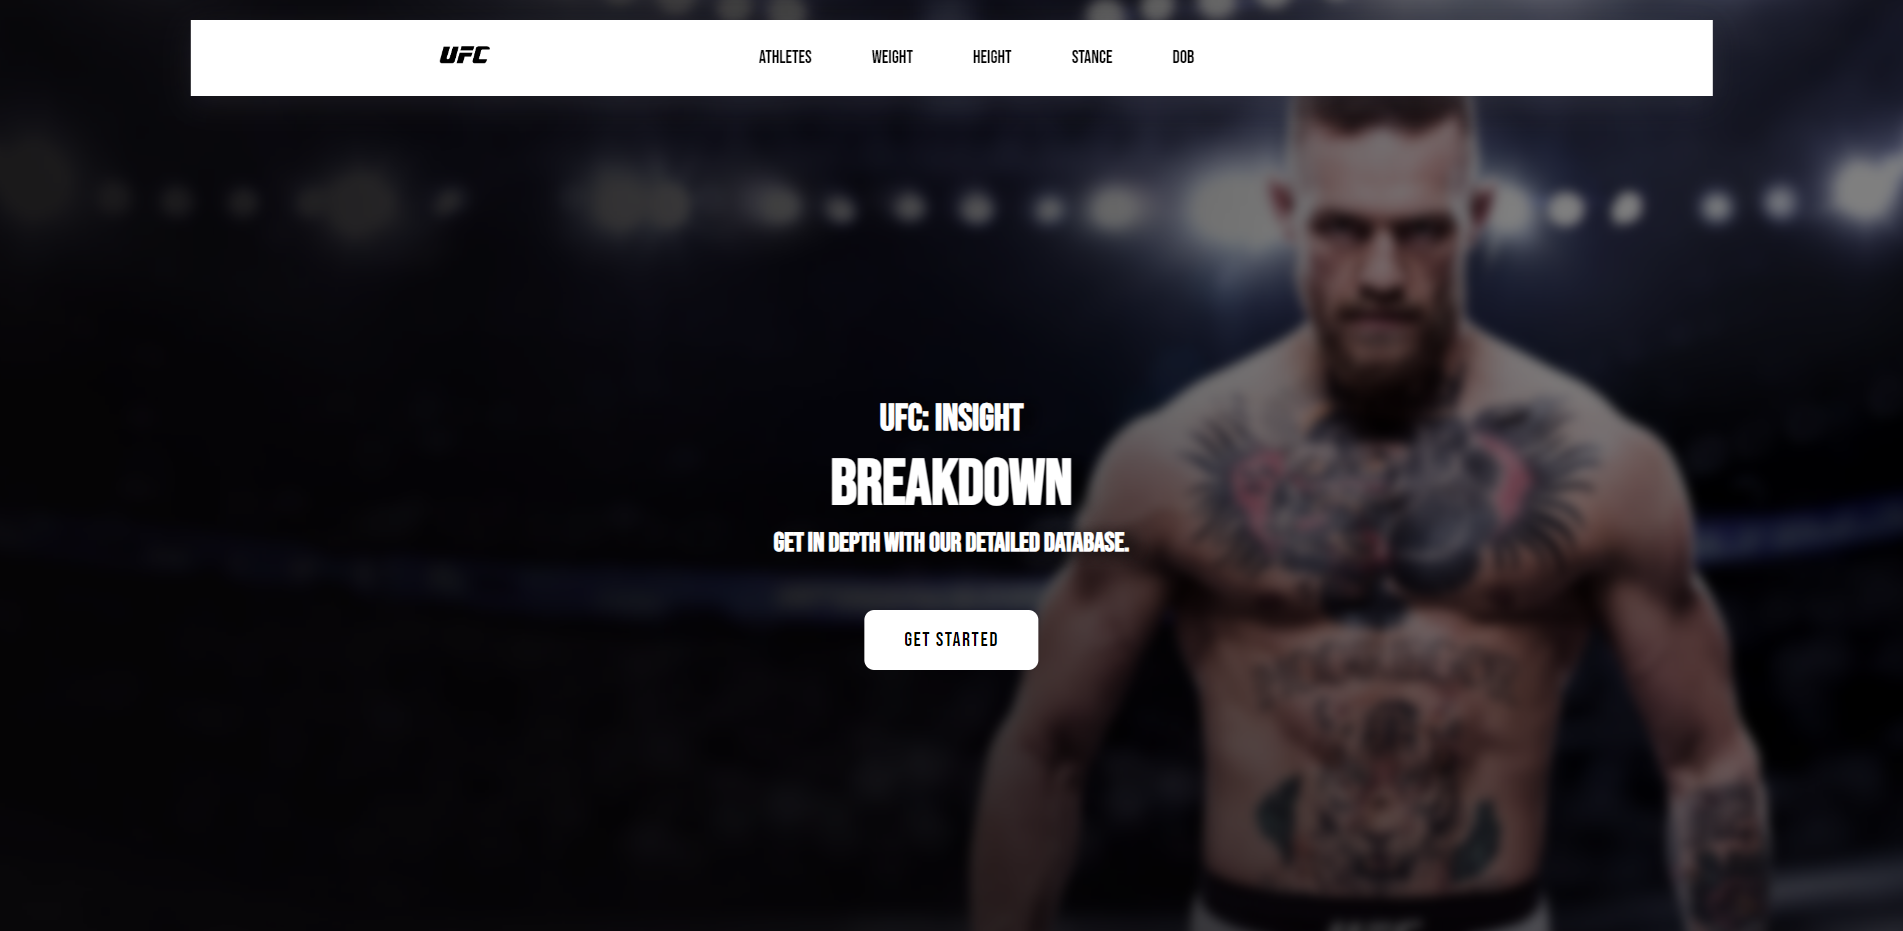 UFC
ATHLETES WEIGHT HEIGHT STANCE DOB
UFC: INSIGHT
BREAKDOWN
GET IN DEPTH WITH OUR DETAILED DATABASE.
GET STARTED